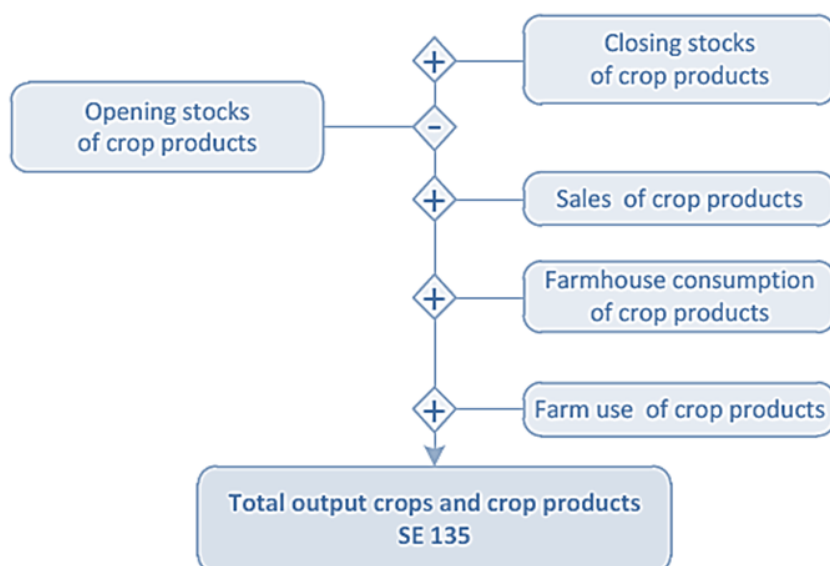 Closing stocks
of crop products
+
Opening stocks
of crop products
-
+
Sales of crop products
+
Farmhouse consumption
of crop products
+
Farm use of crop products
Total output crops and crop products
SE 135